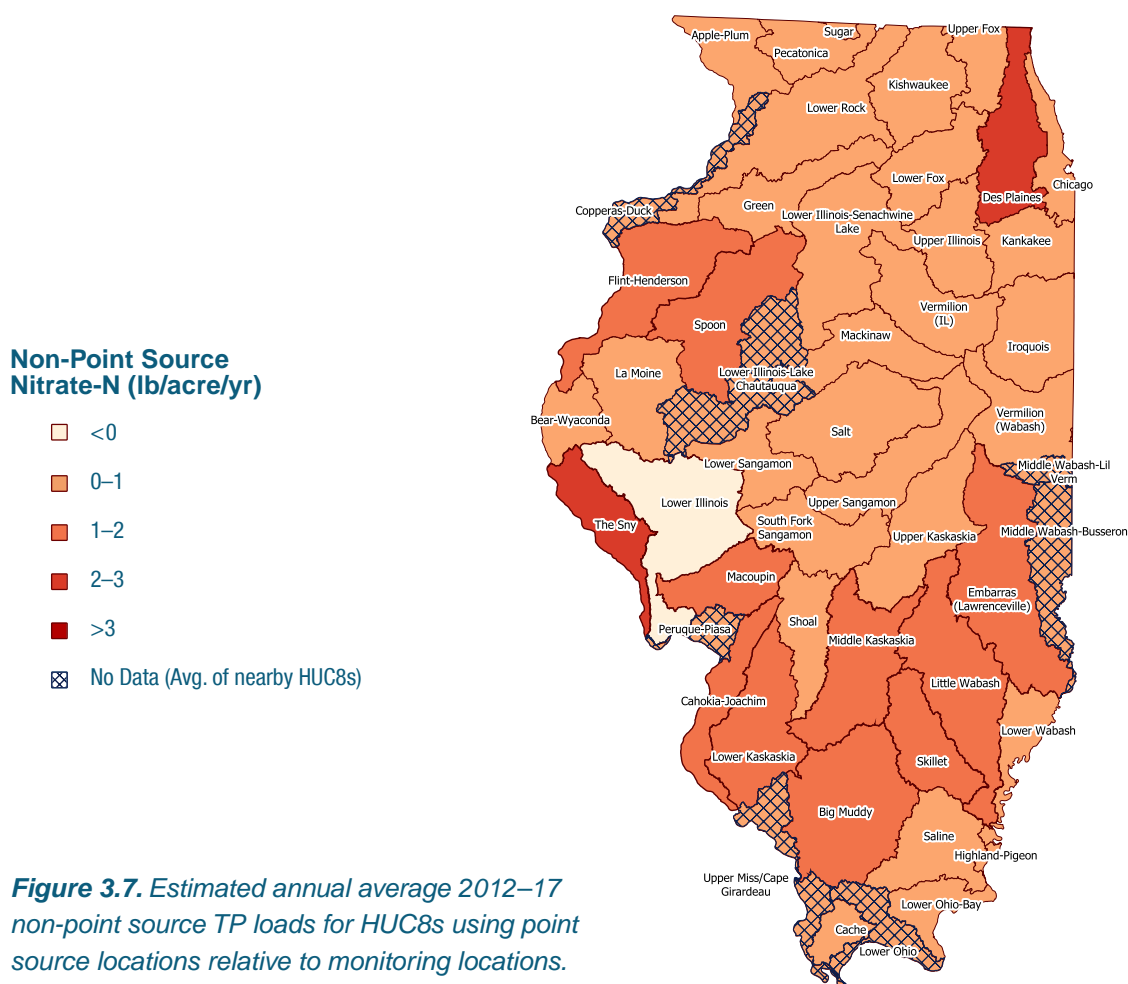 Apple-Plum
Sugar
Pecatonica
Upper Fox
Kishwaukee
Lower Rock
Lower Fox
Chicago
Des Plaines
Copperas-Duck
Green
Lower Illinois-Senachwine
Lake
Upper Illinois
Kankakee
Flint-Henderson
Spoon
Vermilion
(IL)
Mackinaw
Iroquois
La Moine
Lower Illinois-Lake
Chautauqua
Bear-Wyaconda
Salt
Vermilion
(Wabash)
Lower Sangamon
Middle Wabash-Lil
Verm
Lower Illinois
Upper Sangamon
The Sny
South Fork
Sangamon
Upper Kaskaskia
Middle Wabash-Busseron
Macoupin
Embarras
(Lawrenceville)
Peruque-Piasa
Shoal
Middle Kaskaskia
Little Wabash
Cahokia-Joachim
Lower Wabash
Lower Kaskaskia
Skillet
Big Muddy
Saline
Highland-Pigeon
Upper Miss/Cape
Girardeau
Lower Ohio-Bay
Cache
Lower Ohio
Non-Point Source
Nitrate-N (lb/acre/yr)
<0
0–1
1–2
2–3
>3
No Data (Avg. of nearby HUC8s)
Figure 3.7. Estimated annual average 2012–17
non-point source TP loads for HUC8s using point
source locations relative to monitoring locations.